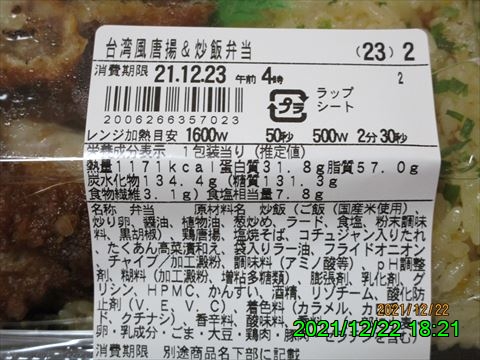 台湾風唐揚&炒飯弁当 (23) 2
消費期限 21.12.23 午前 4時 2
プラ ラップ
シート
2006266357023
レンジ加熱目安 1600W 50秒 500W 2分30秒
栄養成分表示 1包装当り(推定値)
熱量1171kcal蛋白質31.8g脂質57.0g
炭水化物134.4g(糖質131.3g
食物繊維3.1g)食塩相当量7.8g
名称 弁当 原材料名 炒飯(ご飯(国産米使用)、
炒り卵、醤油、植物油、葱炒め、ラード、食塩、粉末調味
料、黒胡椒)、鶏唐揚、塩焼そば、コチュジャン入りたれ、
たくあん高菜漬和え、袋入りラー油、フライドオニオン、
チャイブ/加工澱粉、調味料(アミノ酸等)、pH調整
剤、糊料(加工澱粉、増粘多糖類)、膨張剤、乳化剤、グ
リシン、HPMC、かんすい、酒精、リゾチーム、酸化防
止剤(V.E、V.C)、着色料(カラメル、カ
ド、クチナシ)、香辛料、酸味料
卵・乳成分・ごま・大豆・鶏肉・豚肉
消費期限 別途商品名下部に記載
2021/12/22
2021/12/22 18:21